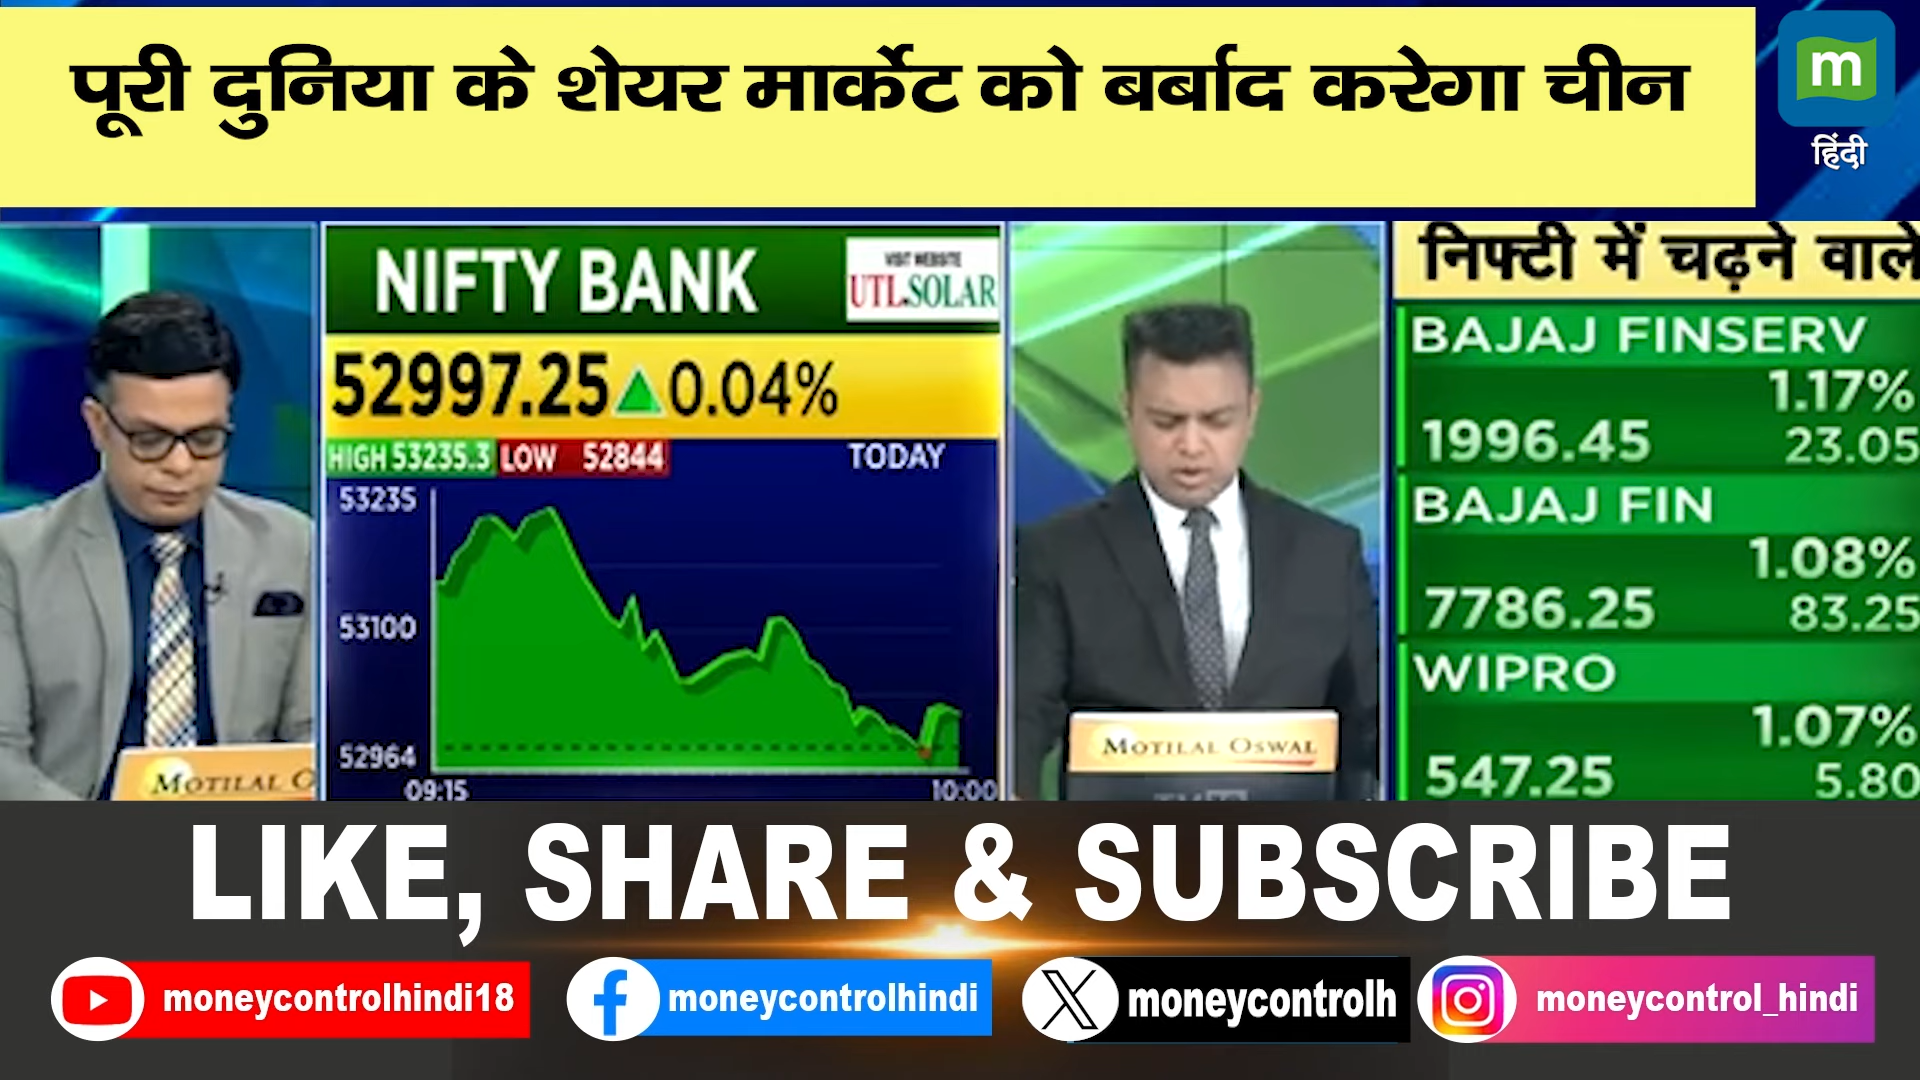 पूरी दुनिया के शेयर मार्केट को बर्बाद करेगा चीन
m
हिंदी
NIFTY BANK
VISIT WEBSITE
UTL SOLAR
52997.25 ▲ 0.04%
HIGH 53235.3 LOW 52844 TODAY
53235
53100
52964
09:15 10:00
MOTILAL O
MOTILAL OSWAL
निफ्टी में चढ़ने वाले
BAJAJ FINSERV
1.17%
1996.45 23.05
BAJAJ FIN
1.08%
7786.25 83.25
WIPRO
1.07%
547.25 5.80
LIKE, SHARE & SUBSCRIBE
moneycontrolhindi18 moneycontrolhindi moneycontrolh moneycontrol_hindi